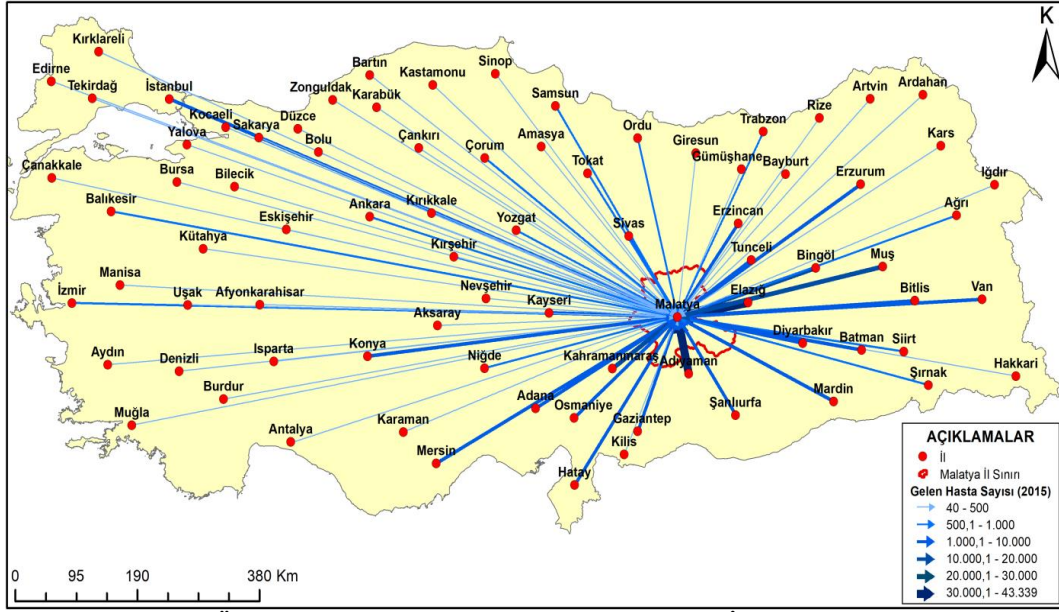 K
Kırklareli
Edirne
Tekirdağ
İstanbul
Kocaeli
Sakarya
Yalova
Düzce
Bolu
Zonguldak
Bartın
Karabük
Kastamonu
Sinop
Çankırı
Samsun
Amasya
Çorum
Tokat
Ordu
Giresun
Gümüşhane
Trabzon
Bayburt
Rize
Artvin
Ardahan
Kars
Erzurum
Iğdır
Ağrı
Çanakkale
Balıkesir
Bursa
Bilecik
Eskişehir
Kütahya
Ankara
Kırıkkale
Kırşehir
Yozgat
Sivas
Erzincan
Tunceli
Bingöl
Muş
Manisa
İzmir
Uşak
Afyonkarahisar
Nevşehir
Aksaray
Kayseri
Malatya
Elazığ
Bitlis
Van
Aydın
Denizli
Isparta
Burdur
Konya
Niğde
Kahramanmaraş
Adıyaman
Diyarbakır
Batman
Siirt
Şırnak
Hakkari
Muğla
Antalya
Karaman
Mersin
Adana
Osmaniye
Gaziantep
Kilis
Hatay
Şanlıurfa
Mardin
AÇIKLAMALAR
İl
Malatya İl Sınırı
Gelen Hasta Sayısı (2015)
40 - 500
500,1 - 1.000
1.000,1 - 10.000
10.000,1 - 20.000
20.000,1 - 30.000
30.000,1 - 43.339
0 95 190 380 Km